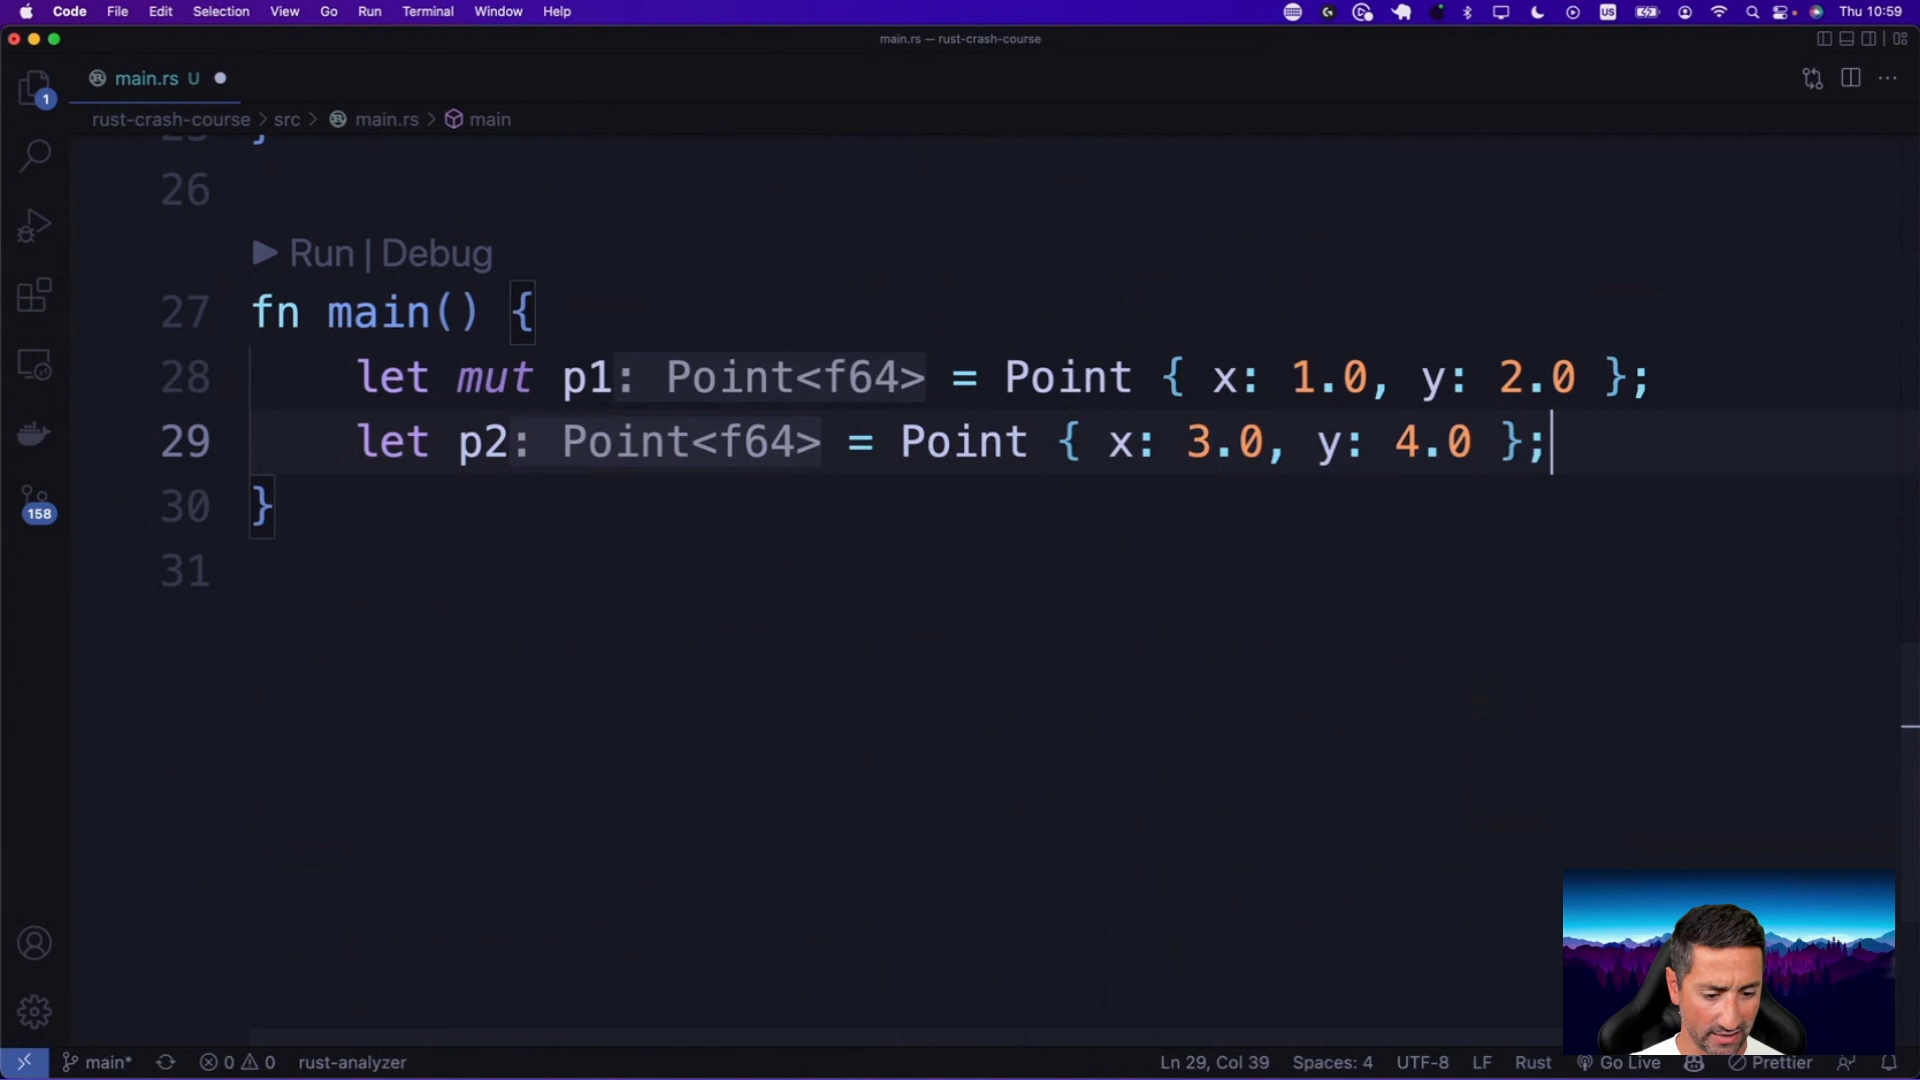 Code File Edit Selection View Go Run Terminal Window Help US Thu 10:59
main.rs — rust-crash-course
main.rs U
1
rust-crash-course > src > main.rs > main
26
Run | Debug
27 fn main() {
28 let mut p1: Point<f64> = Point { x: 1.0, y: 2.0 };
29 let p2: Point<f64> = Point { x: 3.0, y: 4.0 };
30 }
158
31
main* 0 0 rust-analyzer Ln 29, Col 39 Spaces: 4 UTF-8 LF Rust Go Live Prettier